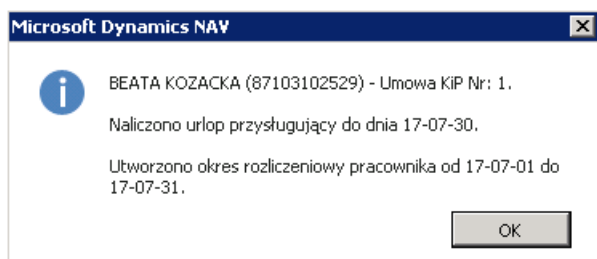 Microsoft Dynamics NAV
BEATA KOZACKA (87103102529) - Umowa KiP Nr: 1.
Naliczono urlop przysługujący do dnia 17-07-30.
Utworzono okres rozliczeniowy pracownika od 17-07-01 do
17-07-31.
OK